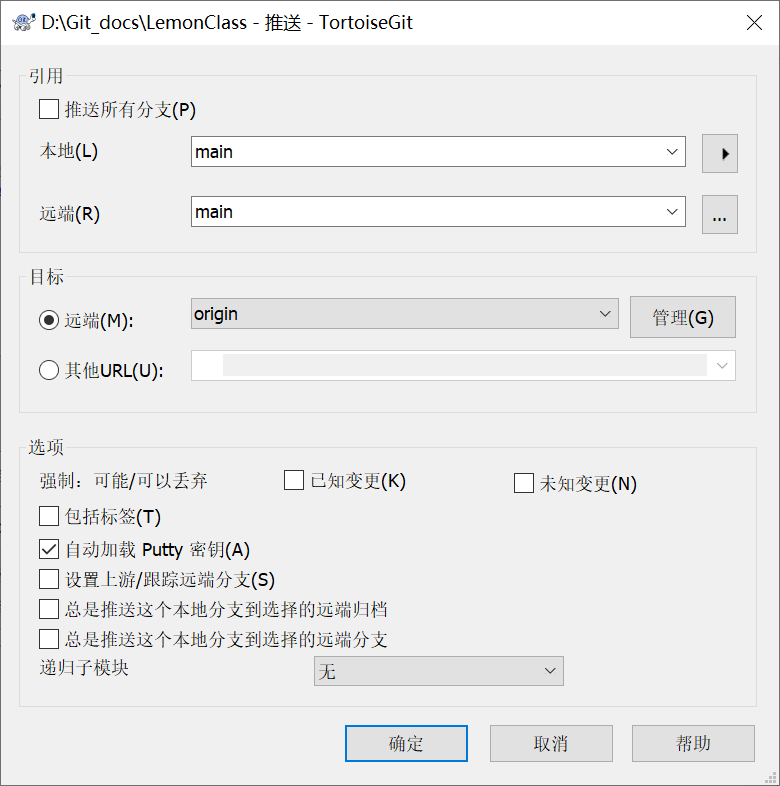 D:\Git_docs\LemonClass - 推送 - TortoiseGit
引用
推送所有分支(P)
本地(L)
main
远端(R)
main
...
目标
远端(M):
origin
管理(G)
其他URL(U):
选项
强制：可能/可以丢弃
已知变更(K)
未知变更(N)
包括标签(T)
自动加载 Putty 密钥(A)
设置上游/跟踪远端分支(S)
总是推送这个本地分支到选择的远端归档
总是推送这个本地分支到选择的远端分支
递归子模块
无
确定
取消
帮助